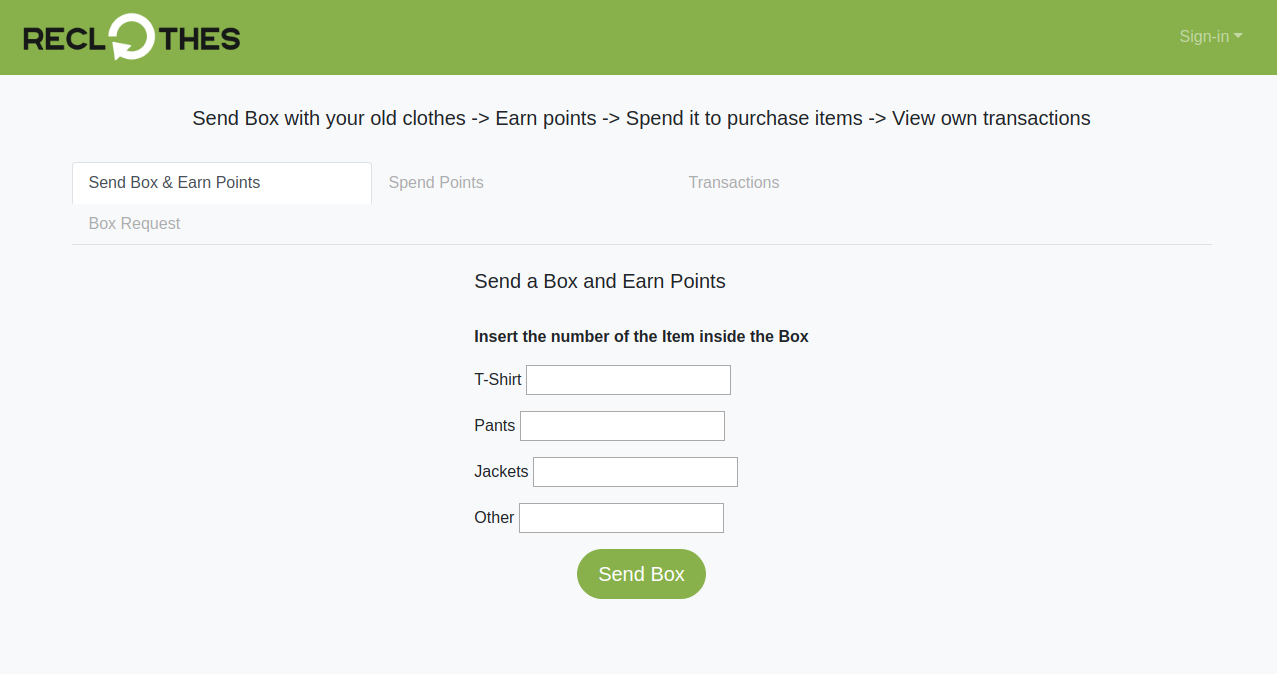 RECLOTHES
Sign-in
Send Box with your old clothes -> Earn points -> Spend it to purchase items -> View own transactions
Send Box & Earn Points
Spend Points
Transactions
Box Request
Send a Box and Earn Points
Insert the number of the Item inside the Box
T-Shirt
Pants
Jackets
Other
Send Box